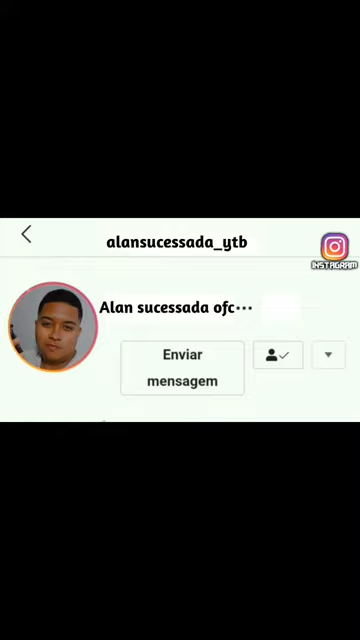 alansucessada_ytb
INSTAGRAM
Alan sucessada ofc...
Enviar
mensagem